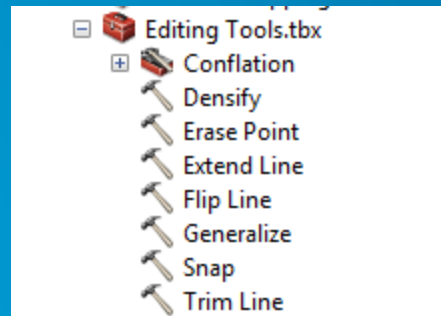 Editing Tools.tbx
Conflation
Densify
Erase Point
Extend Line
Flip Line
Generalize
Snap
Trim Line